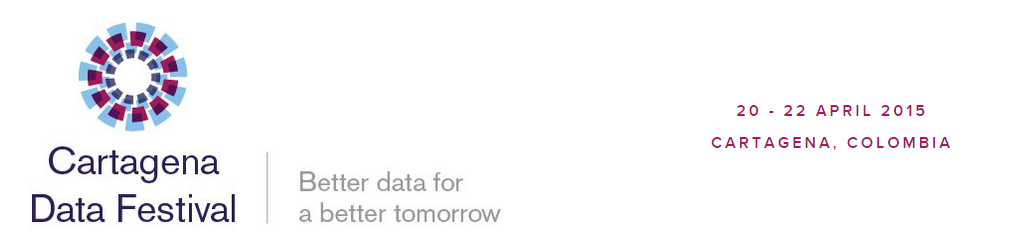 Cartagena
Data Festival
Better data for
a better tomorrow
20 - 22 APRIL 2015
CARTAGENA, COLOMBIA